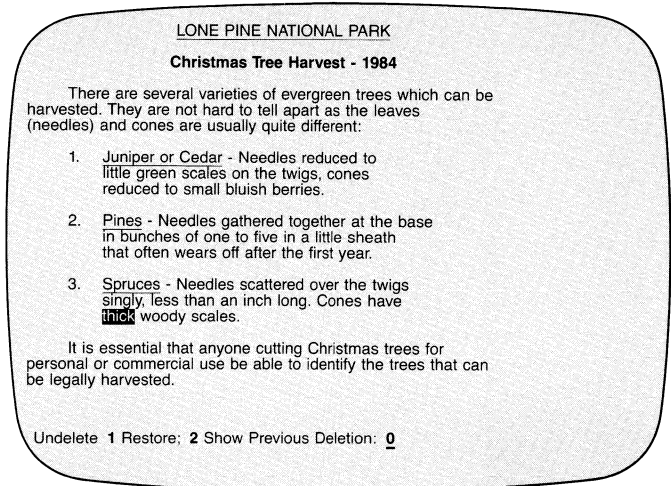 LONE PINE NATIONAL PARK
Christmas Tree Harvest - 1984
There are several varieties of evergreen trees which can be
harvested. They are not hard to tell apart as the leaves
(needles) and cones are usually quite different:
1. Juniper or Cedar - Needles reduced to
little green scales on the twigs, cones
reduced to small bluish berries.
2. Pines - Needles gathered together at the base
in bunches of one to five in a little sheath
that often wears off after the first year.
3. Spruces - Needles scattered over the twigs
singly, less than an inch long. Cones have
thick woody scales.
It is essential that anyone cutting Christmas trees for
personal or commercial use be able to identify the trees that can
be legally harvested.
Undelete 1 Restore; 2 Show Previous Deletion: 0